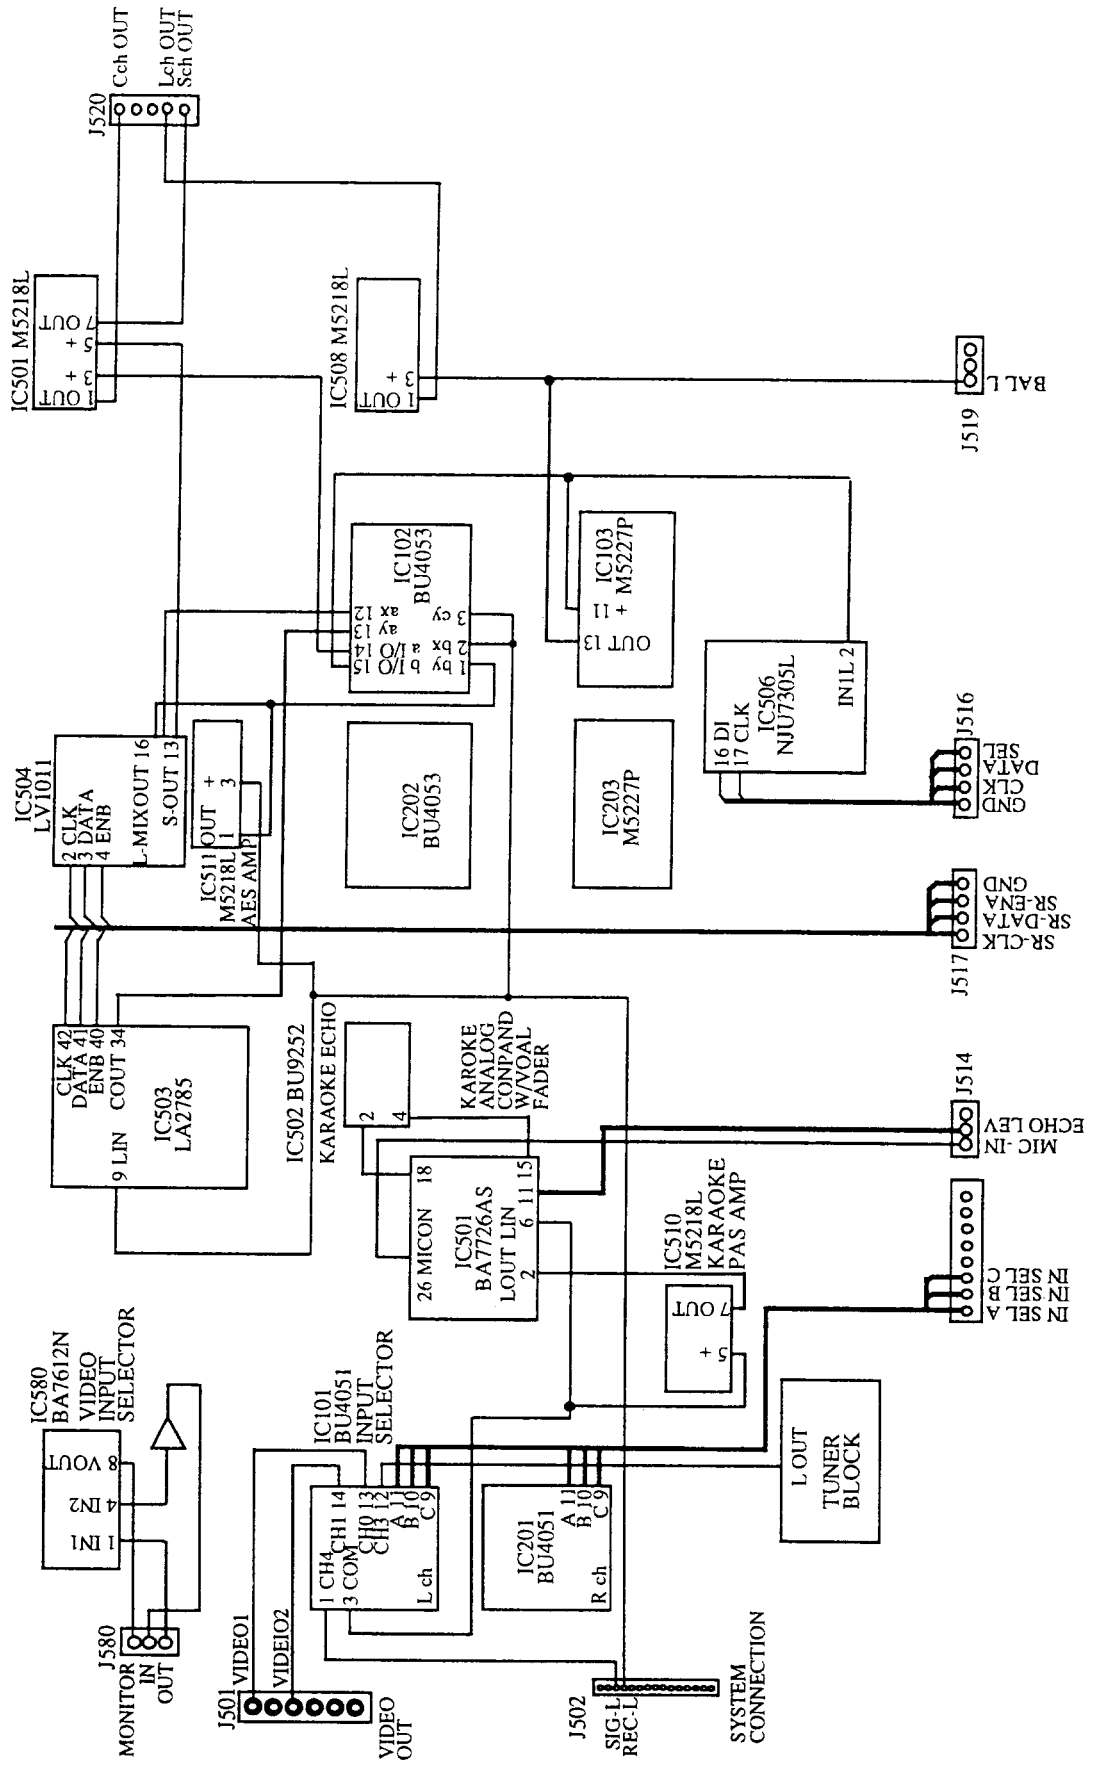 J580
MONITOR
IN
OUT
IC580
BA7612N
VIDEO
INPUT
SELECTOR
1 IN1
4 IN2
8 VOUT
J501
VIDEO1
VIDEIO2
VIDEO
OUT
IC101
BU4051
INPUT
SELECTOR
1 CH4
3 COM
CH1 14
CH0 13
CH3 12
A 11
B 10
C 9
L ch
IC201
BU4051
A 11
B 10
C 9
R ch
J502
SIG-L
REC-L
SYSTEM
CONNECTION
L OUT
TUNER
BLOCK
IC503
LA2785
CLK 42
DATA 41
ENB 40
COUT 34
9 LIN
IC502 BU9252
KARAOKE ECHO
2
4
KAROKE
ANALOG
CONPAND
W/VOAL
FADER
IC501
BA7726AS
26 MICON
18
LOUT LIN
2
6
11
15
IC510
M5218L
KARAOKE
PAS AMP
5 +
7 OUT
IN SEL A
IN SEL B
IN SEL C
J514
MIC-IN
ECHO LEV
IC504
LV1011
2 CLK
3 DATA
4 ENB
L-MIXOUT 16
S-OUT 13
IC511
M5218L
AES AMP
OUT +
1
3
IC202
BU4053
IC203
M5227P
IC102
BU4053
ax 12
ay 13
a I/O 14
b I/O 15
1 by
2 bx
3 cy
IC103
M5227P
+ 11
OUT 13
IC506
NJU7305L
16 DI
17 CLK
IN1L 2
J517
SR-CLK
SR-DATA
SR-ENA
GND
J516
GND
CLK
DATA
SEL
IC501 M5218L
1 OUT
3 +
5 +
7 OUT
IC508 M5218L
1 OUT
3 +
J519
BAL L
J520
Cch OUT
Lch OUT
Sch OUT